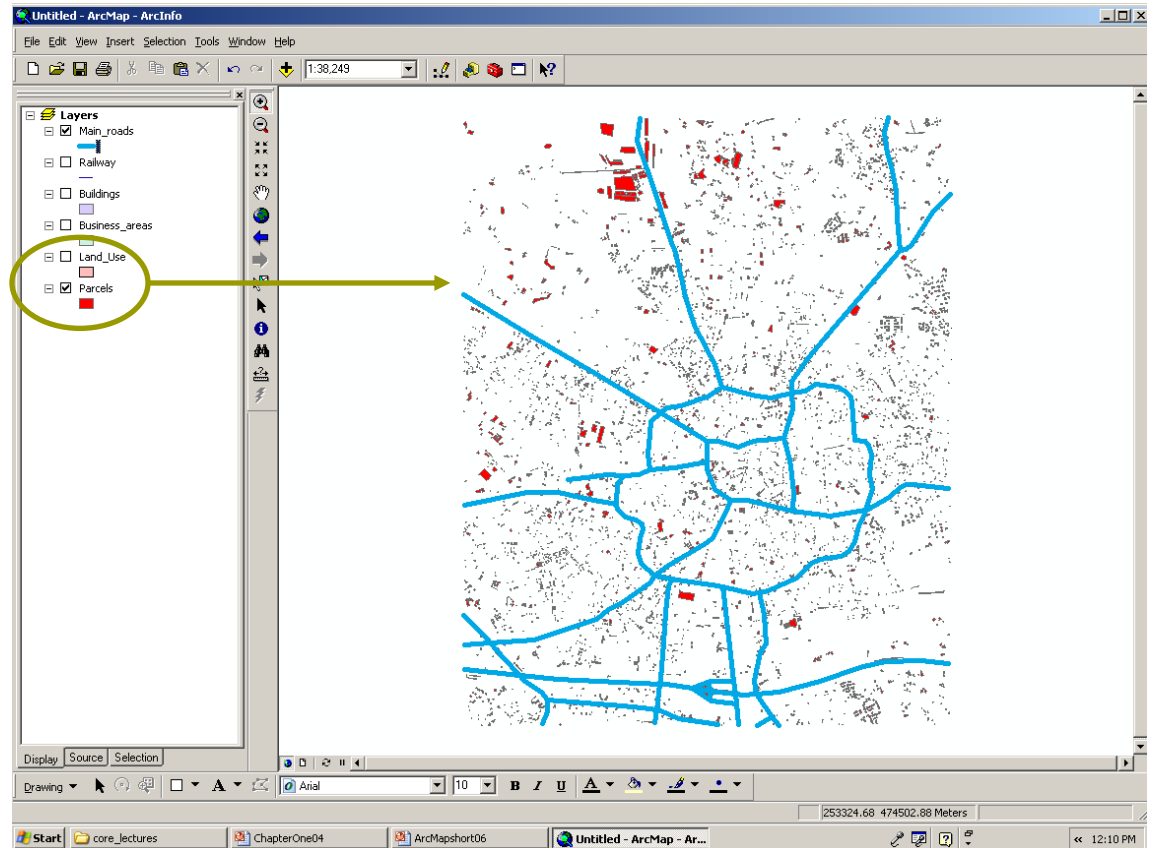 Untitled - ArcMap - ArcInfo
File Edit View Insert Selection Tools Window Help
1:38,249
Layers
Main_roads
Railway
Buildings
Business_areas
Land_Use
Parcels
Display Source Selection
Drawing A Arial 10 B I U A
253324.68 474502.88 Meters
Start core_lectures ChapterOne04 ArcMapshort06 Untitled - ArcMap - Ar... « 12:10 PM